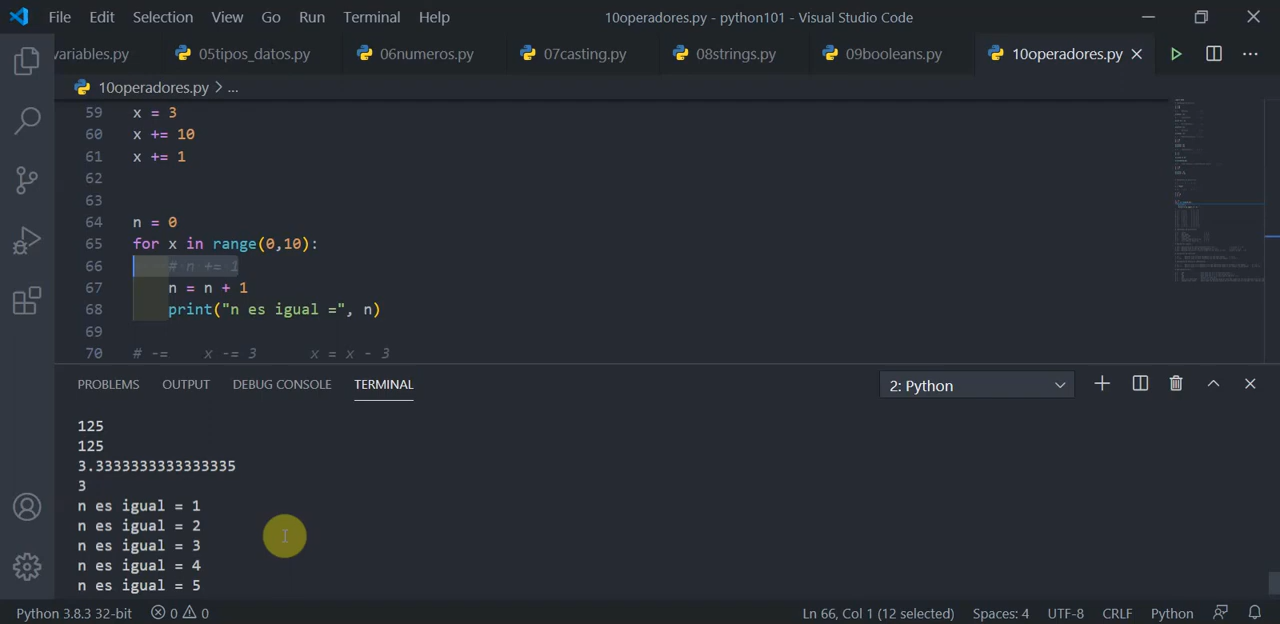 File Edit Selection View Go Run Terminal Help 10operadores.py - python101 - Visual Studio Code
variables.py 05tipos_datos.py 06numeros.py 07casting.py 08strings.py 09booleans.py 10operadores.py
10operadores.py > ...
59 x = 3
60 x += 10
61 x += 1
62
63
64 n = 0
65 for x in range(0,10):
66 # n += 1
67 n = n + 1
68 print("n es igual =", n)
69
70 # -= x -= 3 x = x - 3
PROBLEMS OUTPUT DEBUG CONSOLE TERMINAL 2: Python
125
125
3.3333333333333335
3
n es igual = 1
n es igual = 2
n es igual = 3
n es igual = 4
n es igual = 5
Python 3.8.3 32-bit 0 0 Ln 66, Col 1 (12 selected) Spaces: 4 UTF-8 CRLF Python